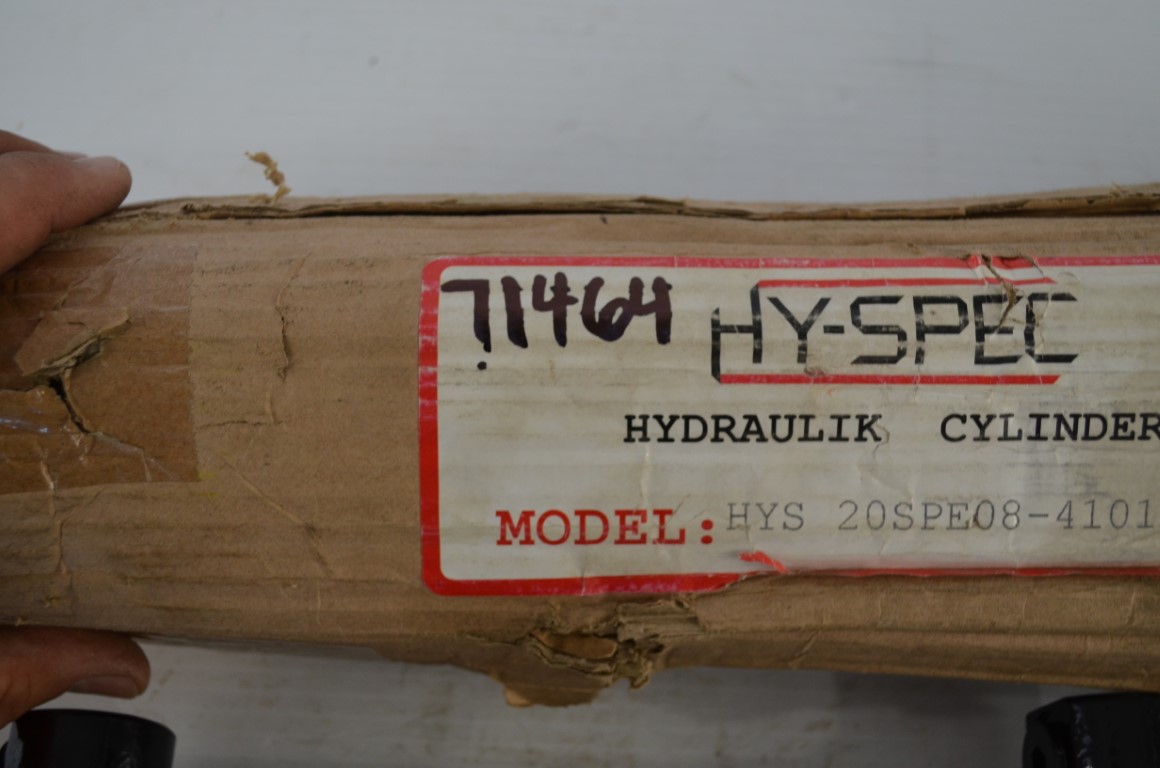 71464
HY-SPEC
HYDRAULIK CYLINDER
MODEL: HYS 20SPE08-4101